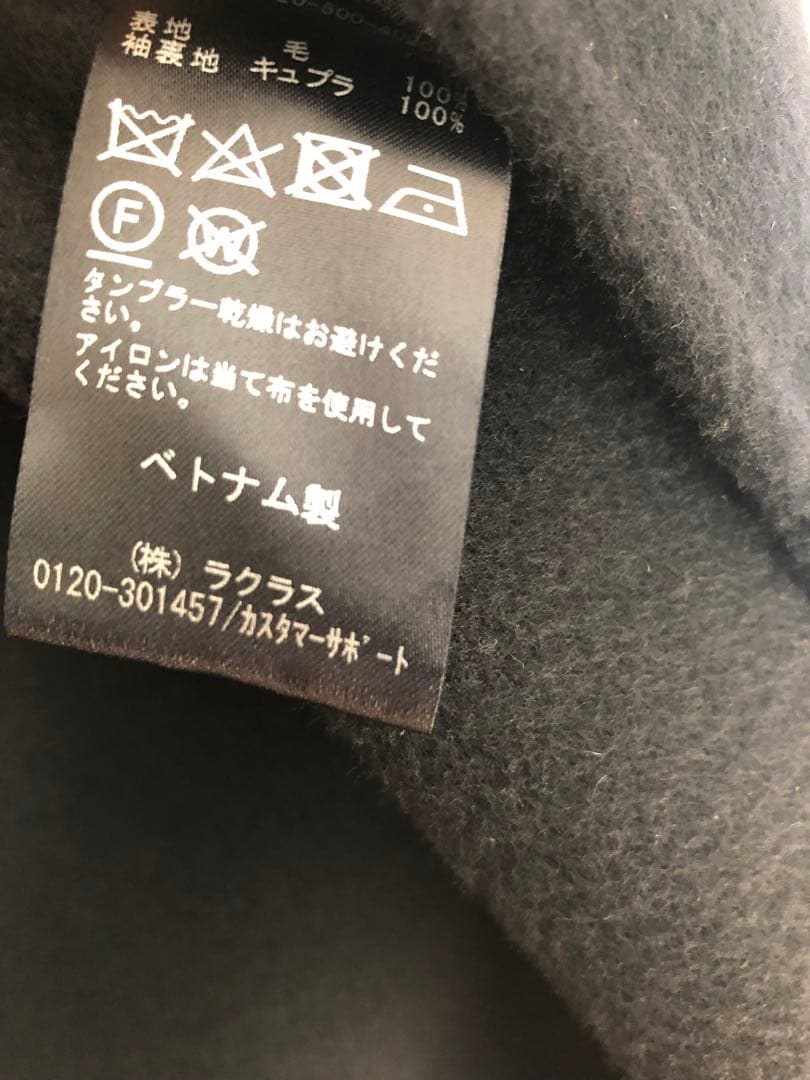 表地 毛 100%
袖裏地 キュプラ 100%
F W
タンブラー乾燥はお避けくだ
さい。
アイロンは当て布を使用して
ください。
ベトナム製
(株) ラクラス
0120-301457/カスタマーサポート